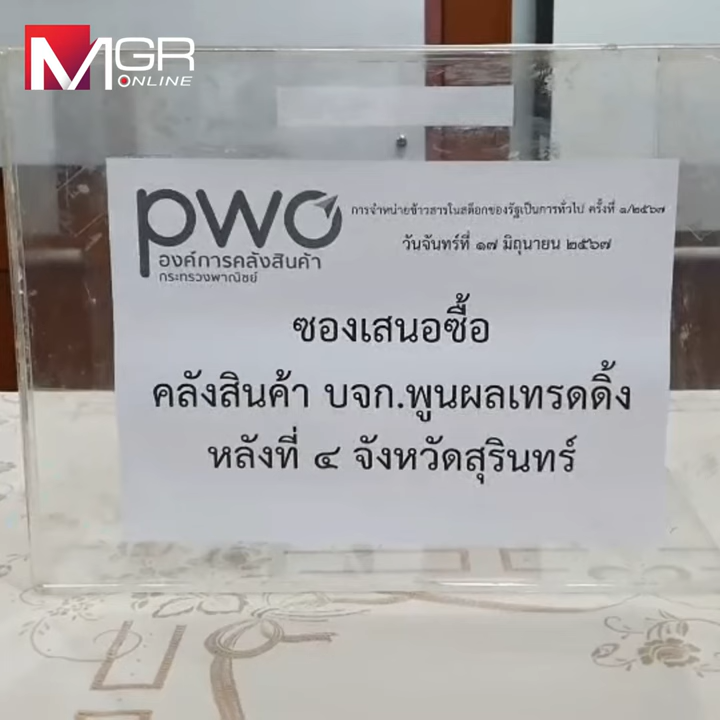 MGR
ONLINE
pwo
องค์การคลังสินค้า
กระทรวงพาณิชย์
การจำหน่ายข้าวสารในสต็อกของรัฐเป็นการทั่วไป ครั้งที่ ๑/๒๕๖๗
วันจันทร์ที่ ๑๗ มิถุนายน ๒๕๖๗
ซองเสนอซื้อ
คลังสินค้า บจก.พูนผลเทรดดิ้ง
หลังที่ ๔ จังหวัดสุรินทร์